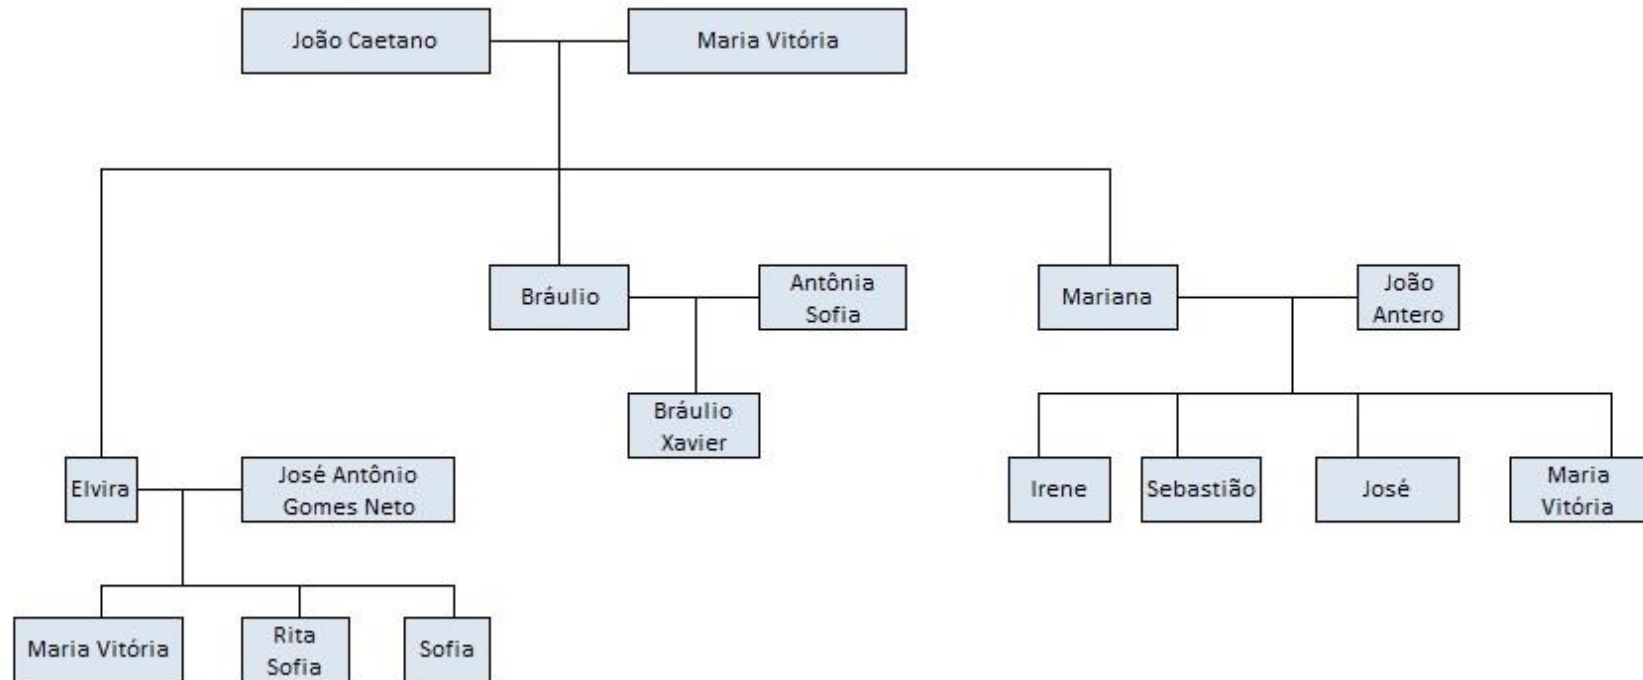 João Caetano
Maria Vitória
Bráulio
Antônia
Sofia
Mariana
João
Antero
Bráulio
Xavier
Elvira
José Antônio
Gomes Neto
Irene
Sebastião
José
Maria
Vitória
Maria Vitória
Rita
Sofia
Sofia